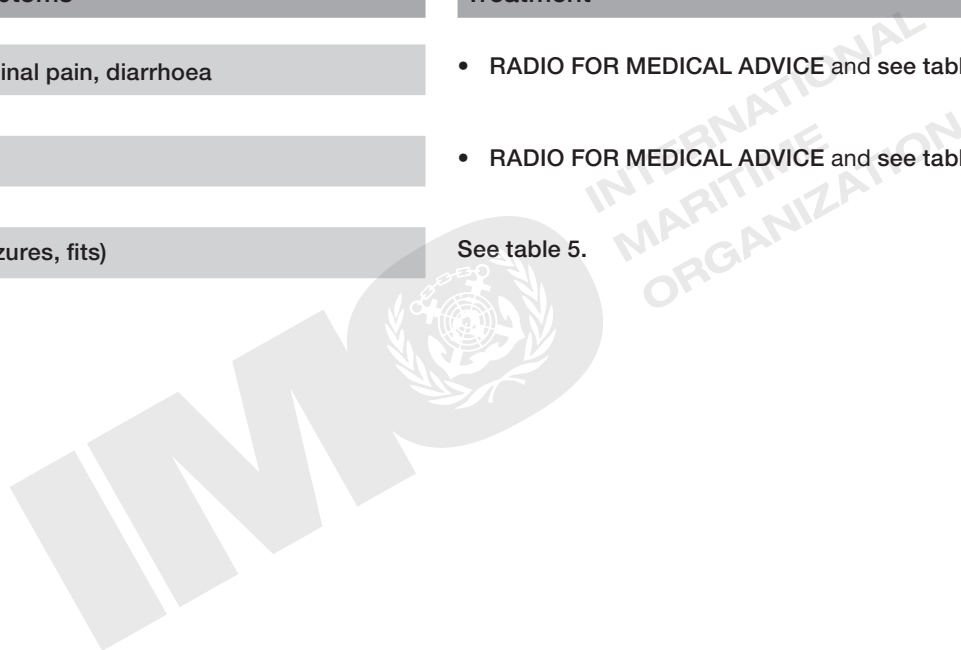 Treatment
inal pain, diarrhoea
• RADIO FOR MEDICAL ADVICE and see tabl
• RADIO FOR MEDICAL ADVICE and see tabl
zures, fits)
See table 5.
INTERNATIONAL
MARITIME
ORGANIZATION
IMO